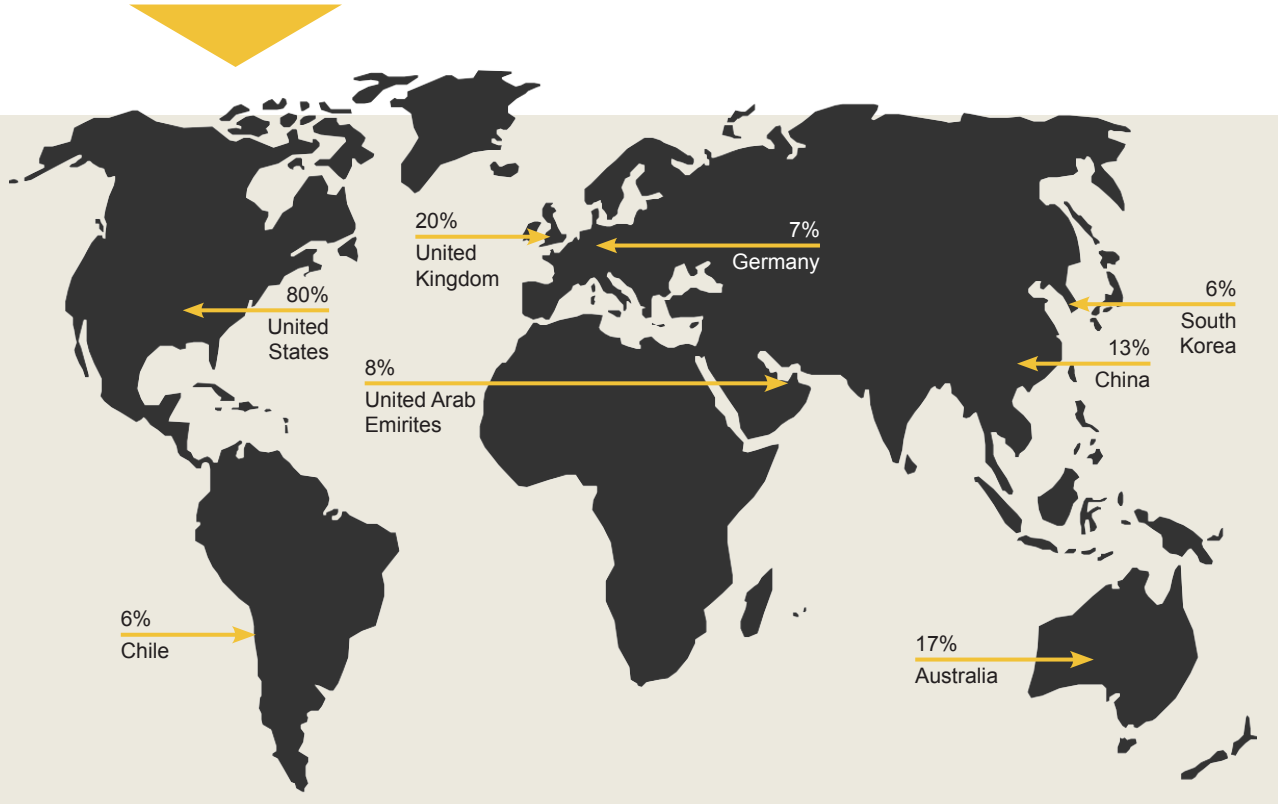 20%
United
Kingdom
7%
Germany
80%
United
States
6%
South
Korea
13%
China
8%
United Arab
Emirites
6%
Chile
17%
Australia